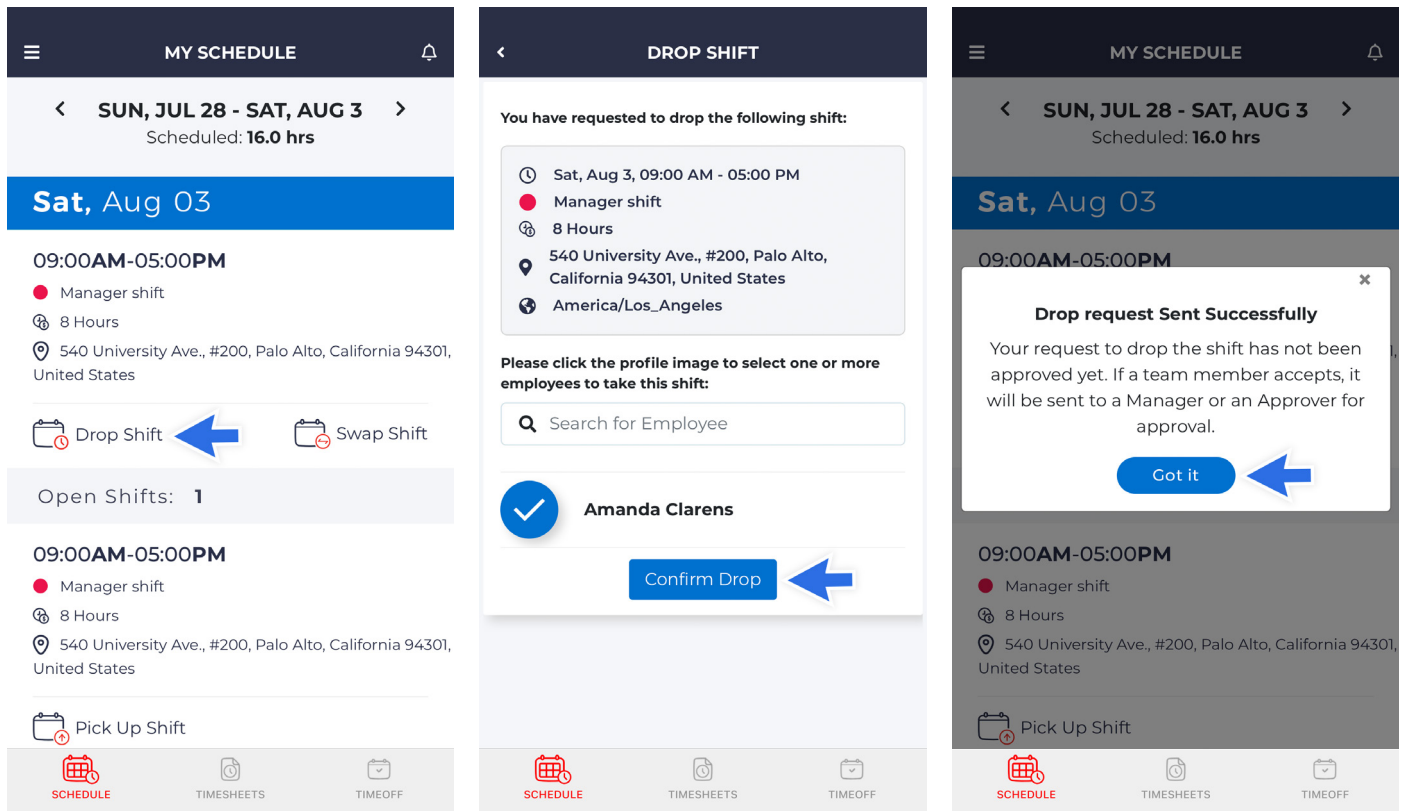 MY SCHEDULE
SUN, JUL 28 - SAT, AUG 3
Scheduled: 16.0 hrs
Sat, Aug 03
09:00AM-05:00PM
Manager shift
8 Hours
540 University Ave., #200, Palo Alto, California 94301,
United States
Drop Shift
Swap Shift
Open Shifts: 1
09:00AM-05:00PM
Manager shift
8 Hours
540 University Ave., #200, Palo Alto, California 94301,
United States
Pick Up Shift
SCHEDULE
TIMESHEETS
TIMEOFF
DROP SHIFT
You have requested to drop the following shift:
Sat, Aug 3, 09:00 AM - 05:00 PM
Manager shift
8 Hours
540 University Ave., #200, Palo Alto,
California 94301, United States
America/Los_Angeles
Please click the profile image to select one or more
employees to take this shift:
Search for Employee
Amanda Clarens
Confirm Drop
SCHEDULE
TIMESHEETS
TIMEOFF
MY SCHEDULE
SUN, JUL 28 - SAT, AUG 3
Scheduled: 16.0 hrs
Sat, Aug 03
09:00AM-05:00PM
Drop request Sent Successfully
Your request to drop the shift has not been
approved yet. If a team member accepts, it
will be sent to a Manager or an Approver for
approval.
Got it
09:00AM-05:00PM
Manager shift
8 Hours
540 University Ave., #200, Palo Alto, California 94301,
United States
Pick Up Shift
SCHEDULE
TIMESHEETS
TIMEOFF